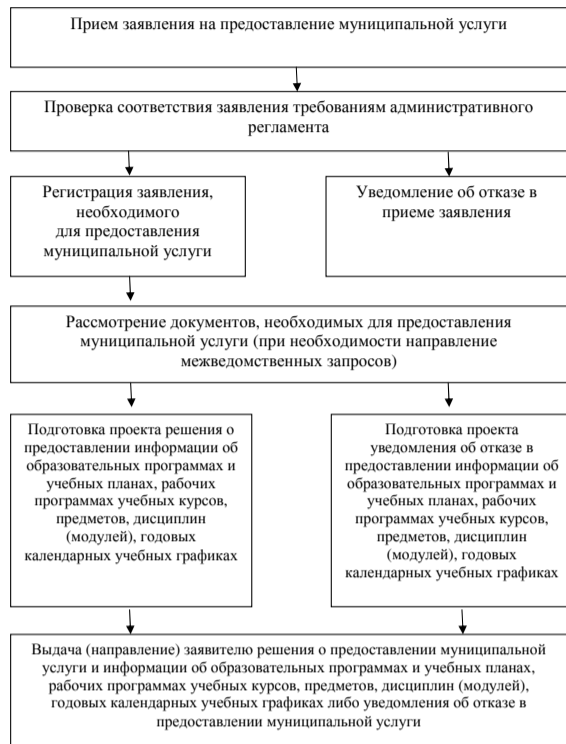 Прием заявления на предоставление муниципальной услуги
Проверка соответствия заявления требованиям административного
регламента
Регистрация заявления,
необходимого
для предоставления
муниципальной услуги
Уведомление об отказе в
приеме заявления
Рассмотрение документов, необходимых для предоставления
муниципальной услуги (при необходимости направление
межведомственных запросов)
Подготовка проекта решения о
предоставлении информации об
образовательных программах и
учебных планах, рабочих
программах учебных курсов,
предметов, дисциплин
(модулей), годовых
календарных учебных графиках
Подготовка проекта
уведомления об отказе в
предоставлении информации об
образовательных программах и
учебных планах, рабочих
программах учебных курсов,
предметов, дисциплин
(модулей), годовых
календарных учебных графиках
Выдача (направление) заявителю решения о предоставлении муниципальной
услуги и информации об образовательных программах и учебных планах,
рабочих программах учебных курсов, предметов, дисциплин (модулей),
годовых календарных учебных графиках либо уведомления об отказе в
предоставлении муниципальной услуги